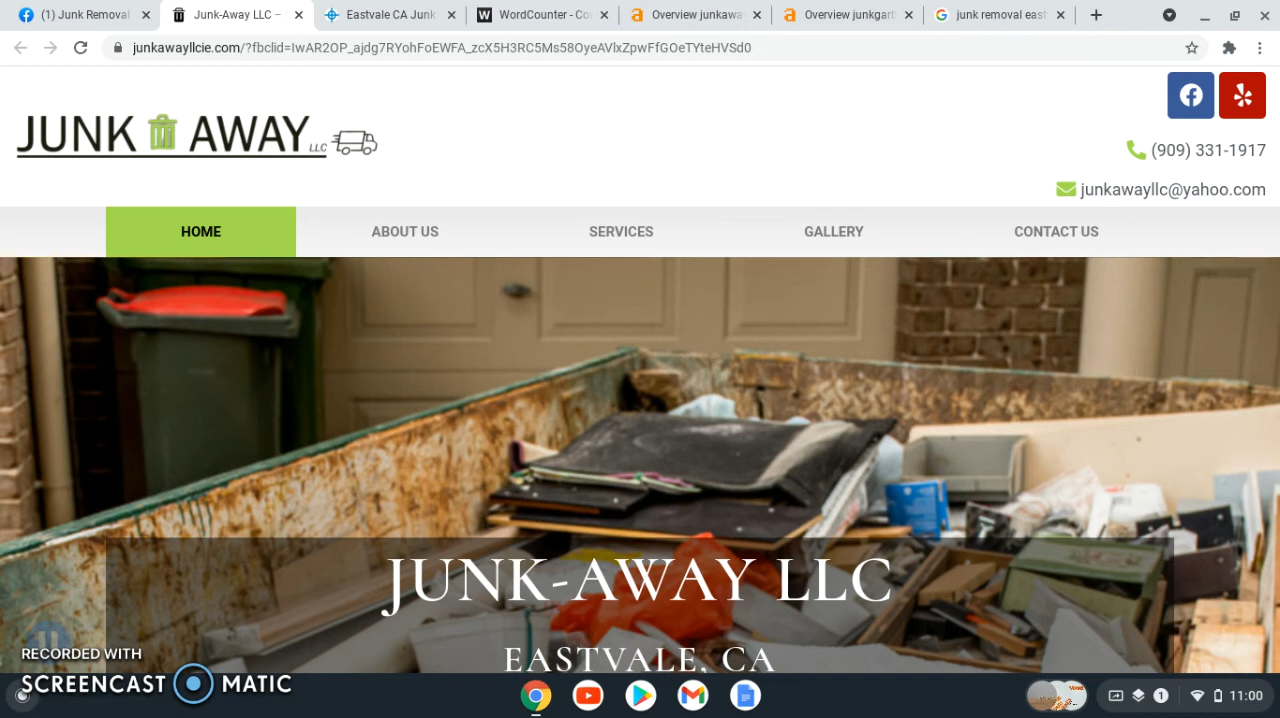 (1) Junk Removal
Junk-Away LLC –
Eastvale CA Junk
WordCounter - Co
Overview junkawa
Overview junkgar
junk removal east
junkawayllcie.com/?fbclid=IwAR2OP_ajdg7RYohFoEWFA_zcX5H3RC5Ms58OyeAVlxZpwFfGOeTYteHVSd0
JUNK AWAY LLC
(909) 331-1917
junkawayllc@yahoo.com
HOME
ABOUT US
SERVICES
GALLERY
CONTACT US
JUNK-AWAY LLC
EASTVALE, CA
RECORDED WITH
SCREENCAST MATIC
1
11:00